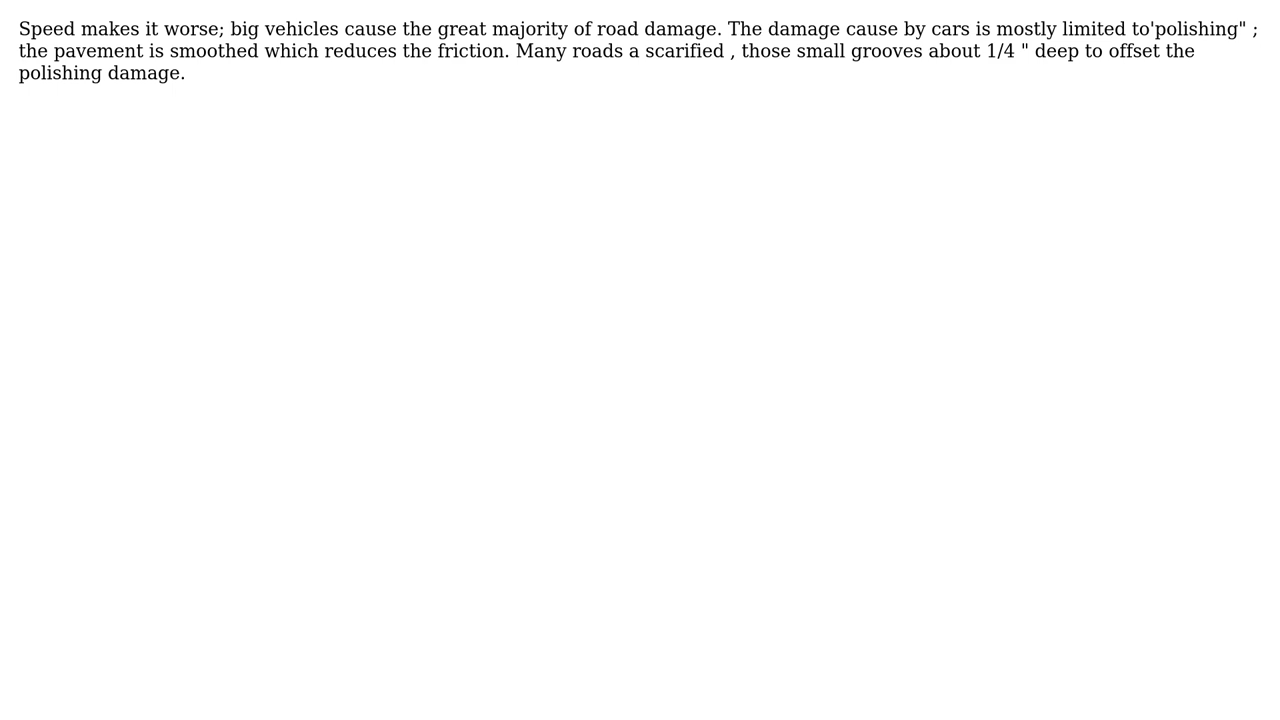 Speed makes it worse; big vehicles cause the great majority of road damage. The damage cause by cars is mostly limited to'polishing" ;
the pavement is smoothed which reduces the friction. Many roads a scarified , those small grooves about 1/4 " deep to offset the
polishing damage.